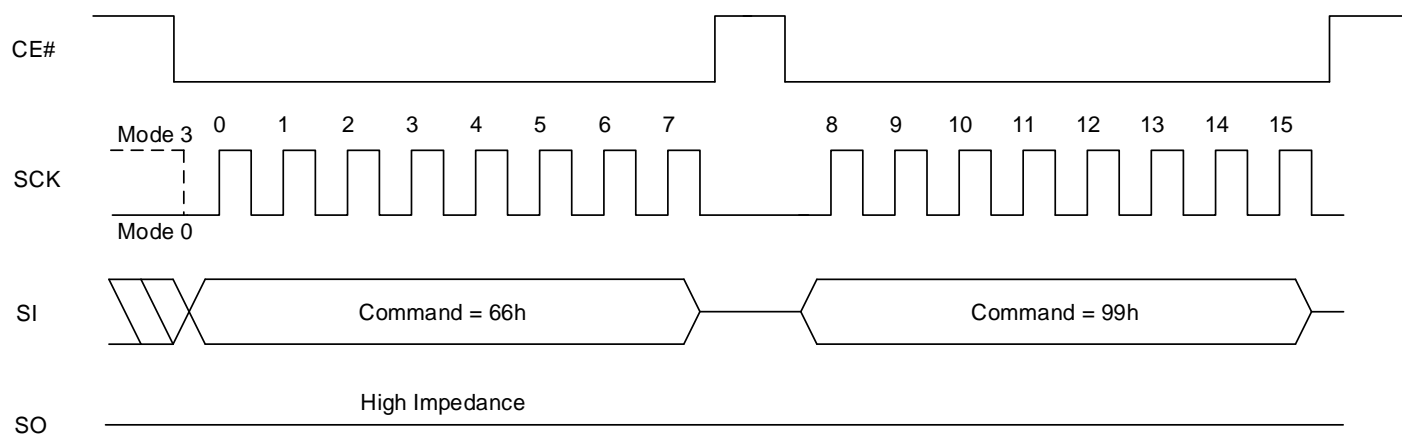 CE#
Mode 3
0 1 2 3 4 5 6 7 8 9 10 11 12 13 14 15
SCK
Mode 0
SI
Command = 66h
Command = 99h
High Impedance
SO